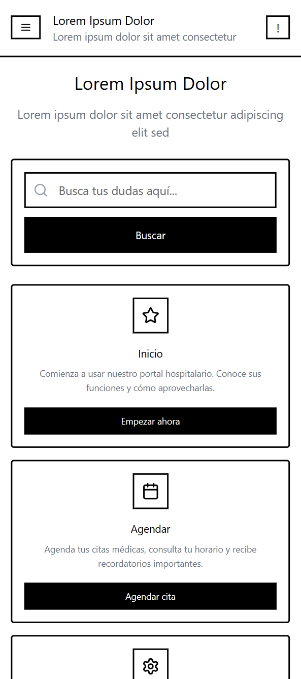 Lorem Ipsum Dolor
Lorem ipsum dolor sit amet consectetur
!
Lorem Ipsum Dolor
Lorem ipsum dolor sit amet consectetur adipiscing
elit sed
Busca tus dudas aquí...
Buscar
Inicio
Comienza a usar nuestro portal hospitalario. Conoce sus
funciones y cómo aprovecharlas.
Empezar ahora
Agendar
Agenda tus citas médicas, consulta tu horario y recibe
recordatorios importantes.
Agendar cita